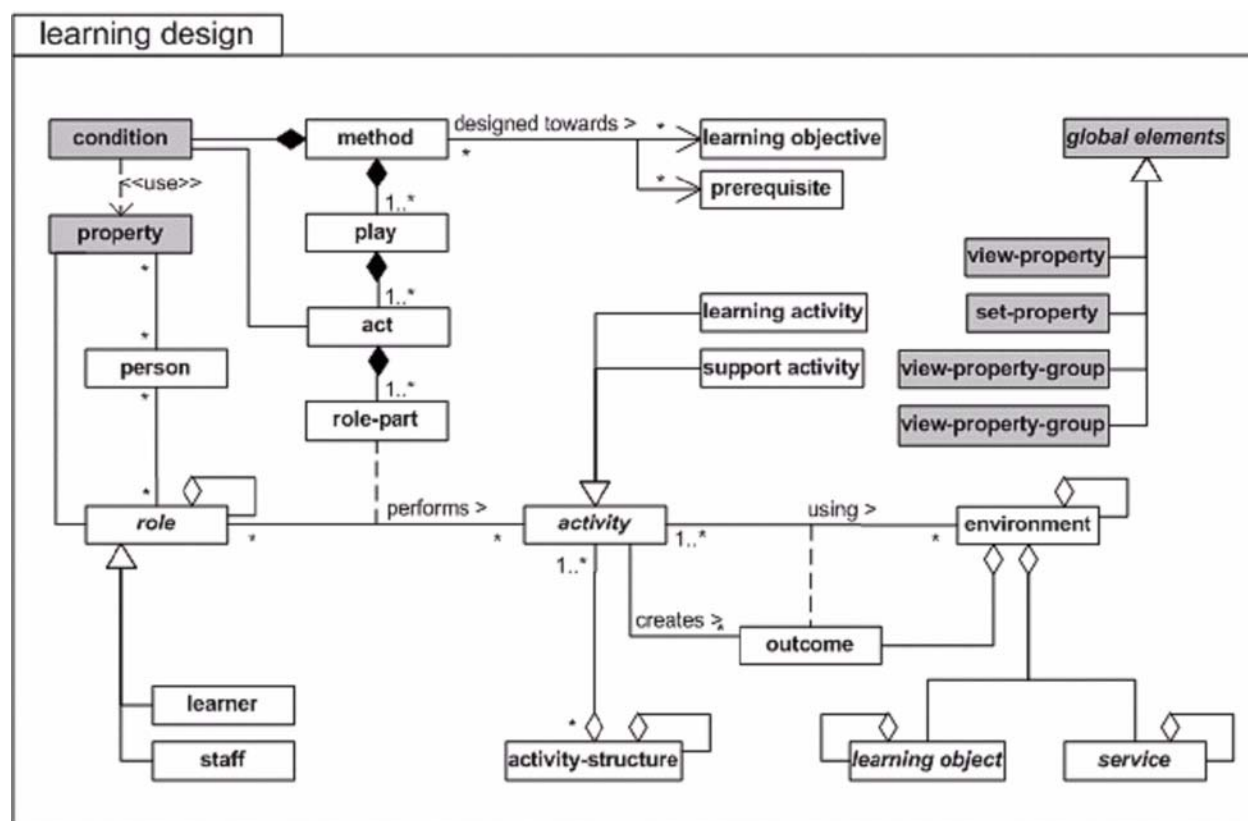 learning design
condition
method
designed towards >
*
*
learning objective
global elements
<<use>>
*
prerequisite
1..*
property
play
view-property
*
1..*
set-property
act
learning activity
*
person
*
support activity
view-property-group
1..*
role-part
view-property-group
*
role
performs >
*
*
activity
using >
1..*
*
environment
1..*
creates >
*
outcome
learner
*
staff
activity-structure
learning object
service